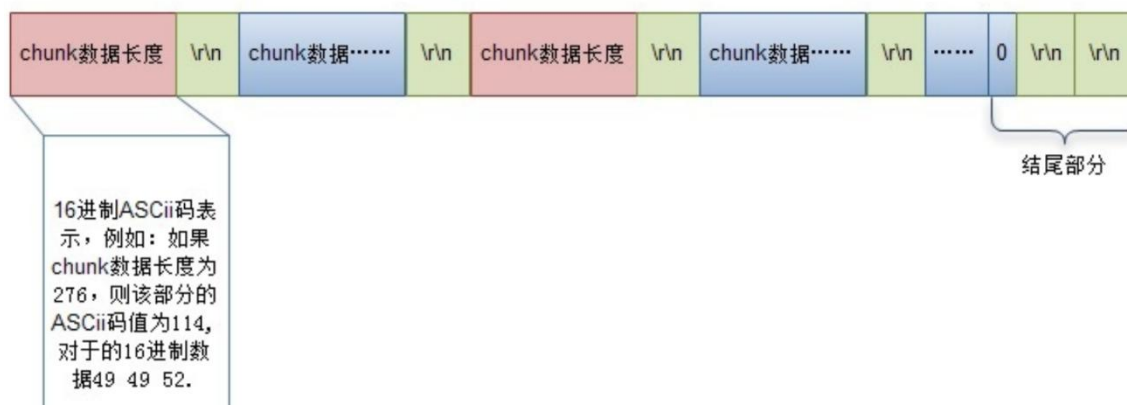 chunk数据长度 \r\n chunk数据…… \r\n chunk数据长度 \r\n chunk数据…… \r\n …… 0 \r\n \r\n
结尾部分
16进制ASCii码表
示，例如：如果
chunk数据长度为
276，则该部分的
ASCii码值为114,
对于的16进制数
据49 49 52.